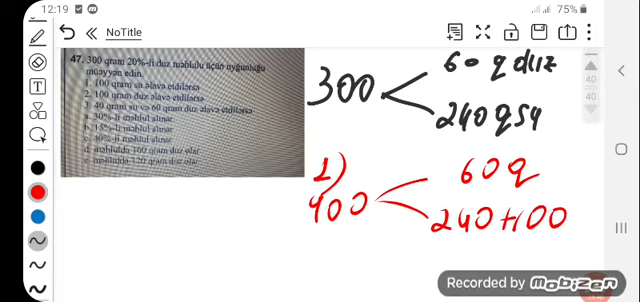 12:19
75%
NoTitle
47. 300 qram 20%-li duz məhlulu üçün uyğunluğu
müəyyən edin.
1. 100 qram su əlavə edilərsə
2. 100 qram duz əlavə edilərsə
3. 40 qram su və 60 qram duz əlavə edilərsə
a. 30%-li məhlul alınar
b. 15%-li məhlul alınar
c. 40%-li məhlul alınar
d. məhlulda 160 qram duz olar
e. məhlulda 120 qram duz olar
300
60 q duz
240 q su
1)
400
60 q
240+100
40
40
Recorded by Mobizen